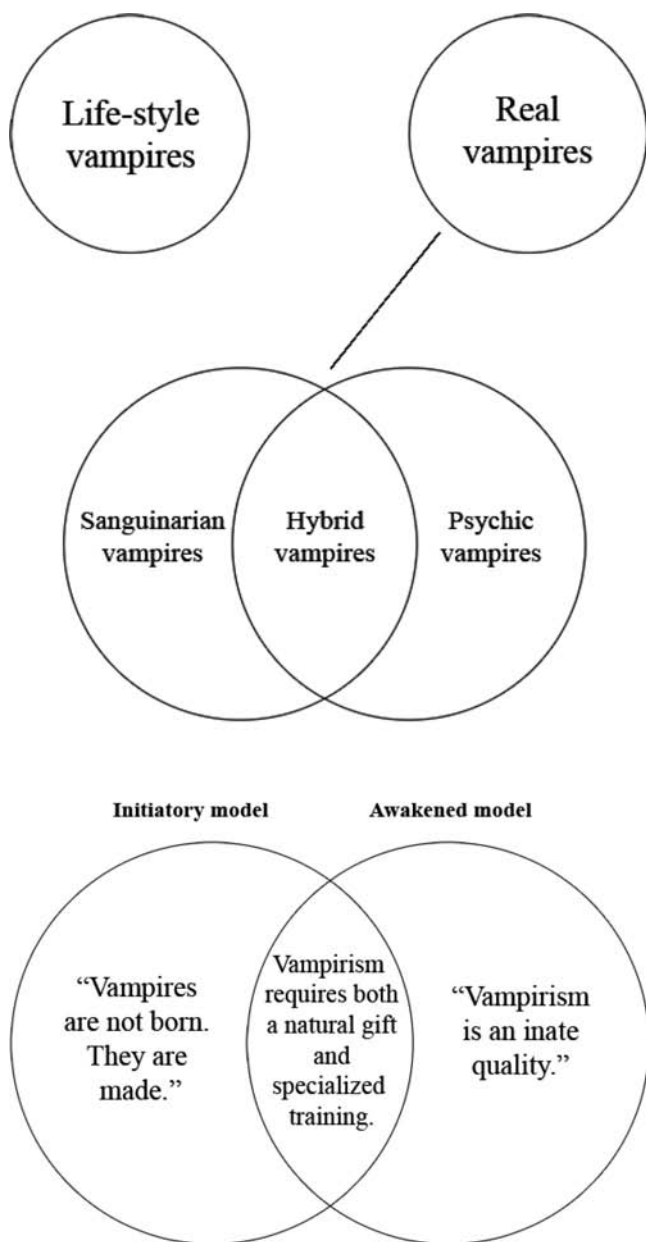 Life-style
vampires
Real
vampires
Sanguinarian
vampires
Hybrid
vampires
Psychic
vampires
Initiatory model
Awakened model
“Vampires
are not born.
They are
made.”
Vampirism
requires both
a natural gift
and
specialized
training.
“Vampirism
is an inate
quality.”